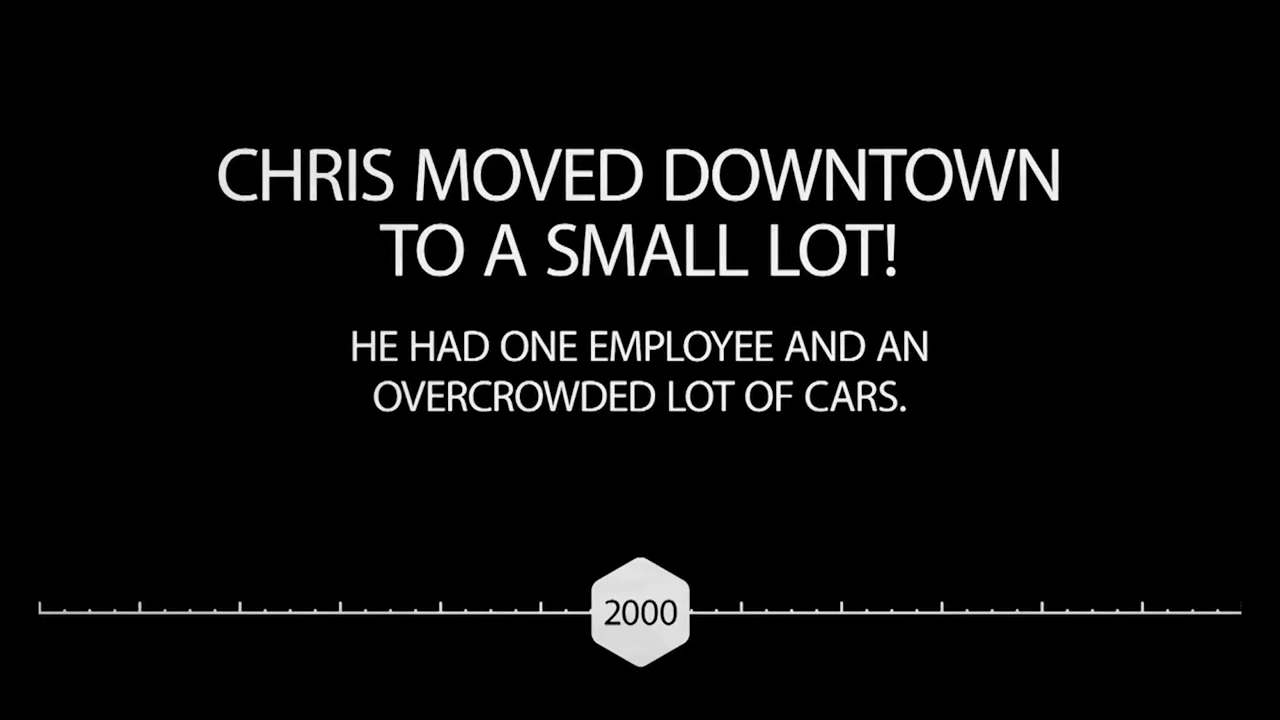 CHRIS MOVED DOWNTOWN
TO A SMALL LOT!
HE HAD ONE EMPLOYEE AND AN
OVERCROWDED LOT OF CARS.
2000